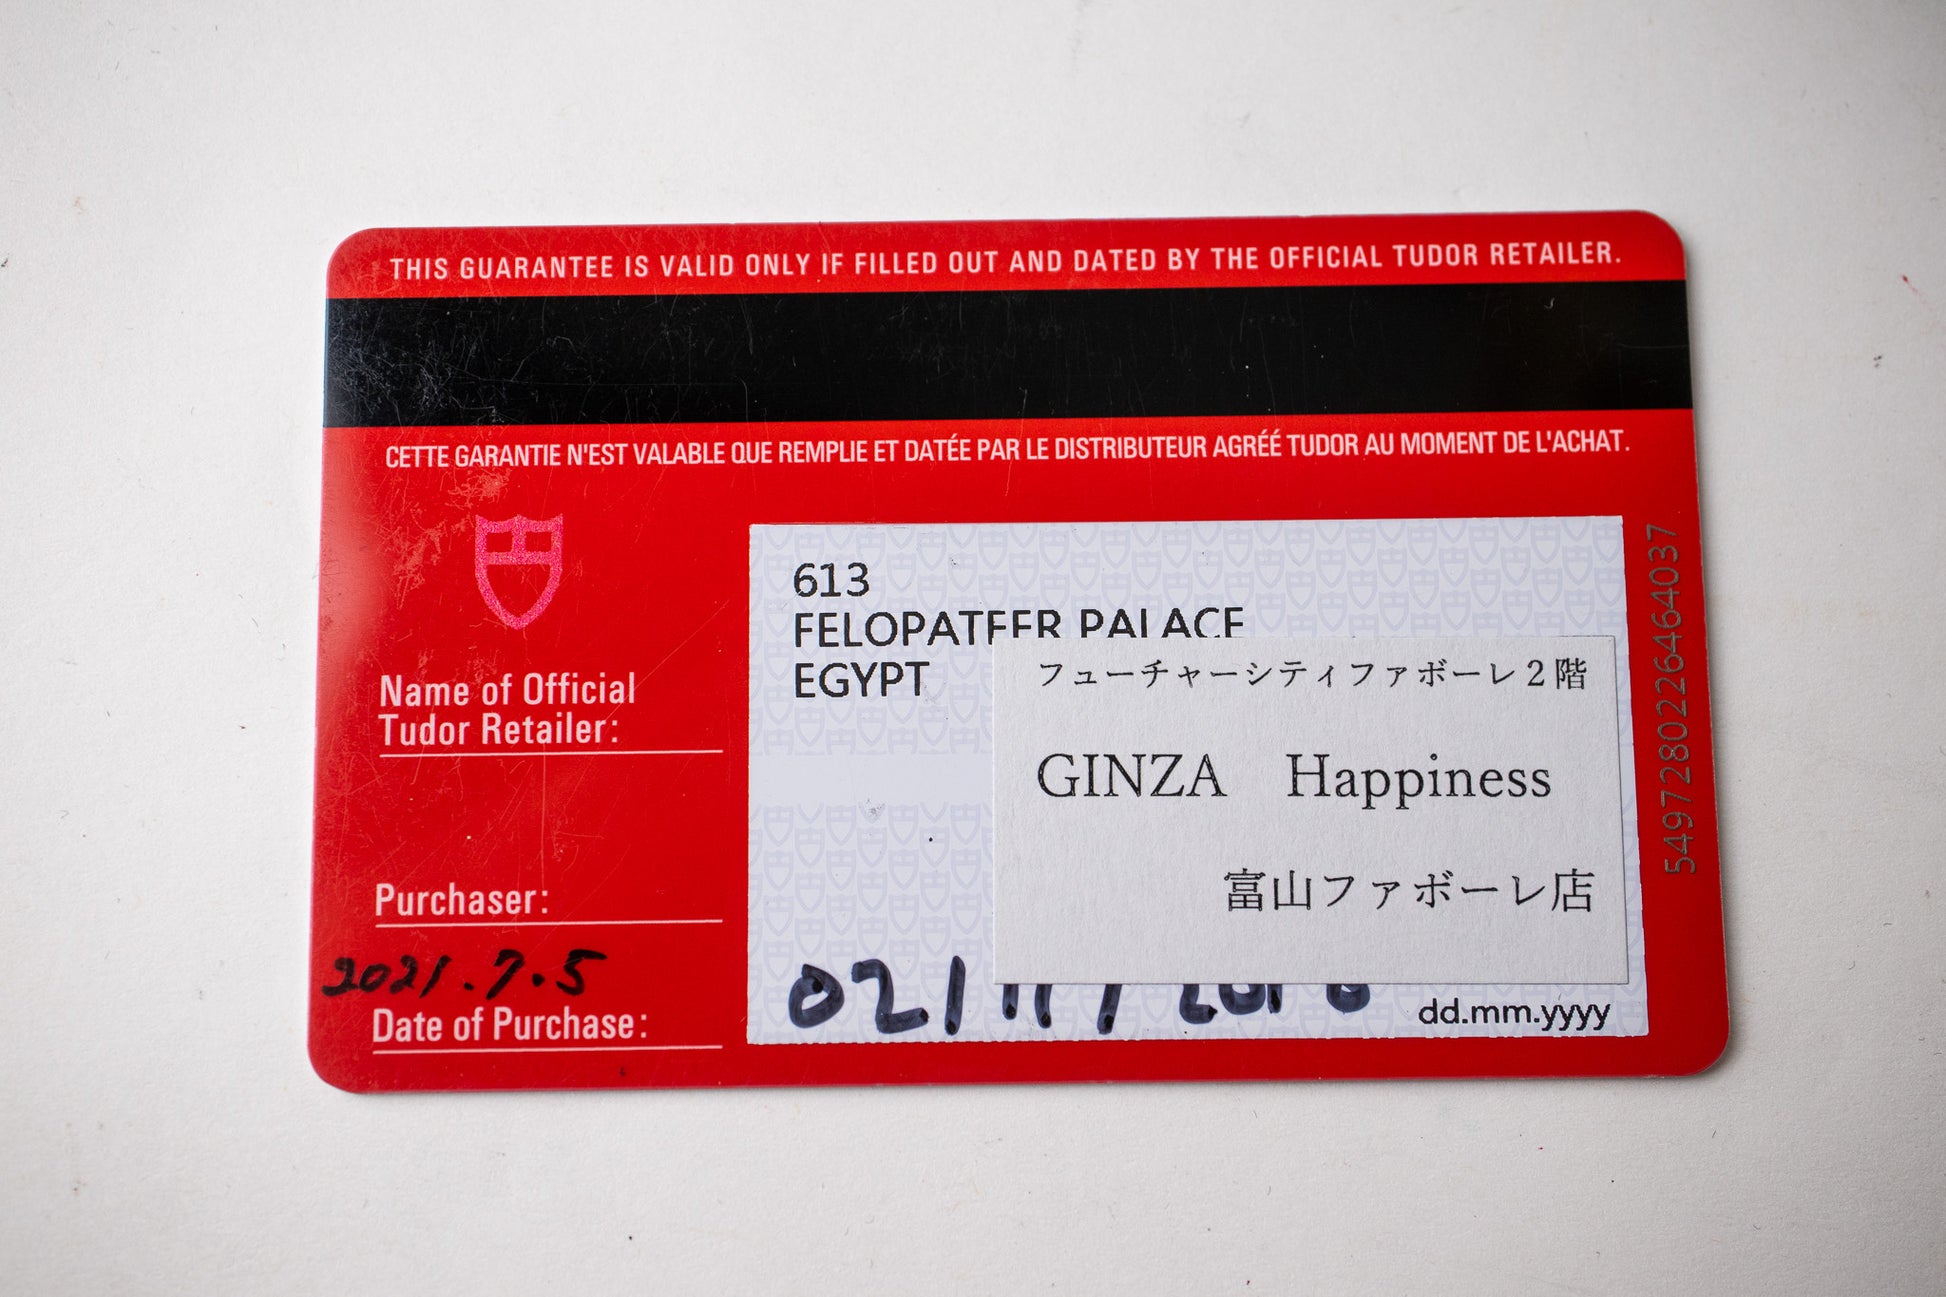 THIS GUARANTEE IS VALID ONLY IF FILLED OUT AND DATED BY THE OFFICIAL TUDOR RETAILER.
CETTE GARANTIE N'EST VALABLE QUE REMPLIE ET DATÉE PAR LE DISTRIBUTEUR AGRÉÉ TUDOR AU MOMENT DE L'ACHAT.
613
FELOPATEER PALACE
EGYPT
Name of Official
Tudor Retailer:
フューチャーシティファボーレ2階
GINZA Happiness
富山ファボーレ店
Purchaser:
2021.7.5
Date of Purchase:
02/11/
dd.mm.yyyy
5497280226464037